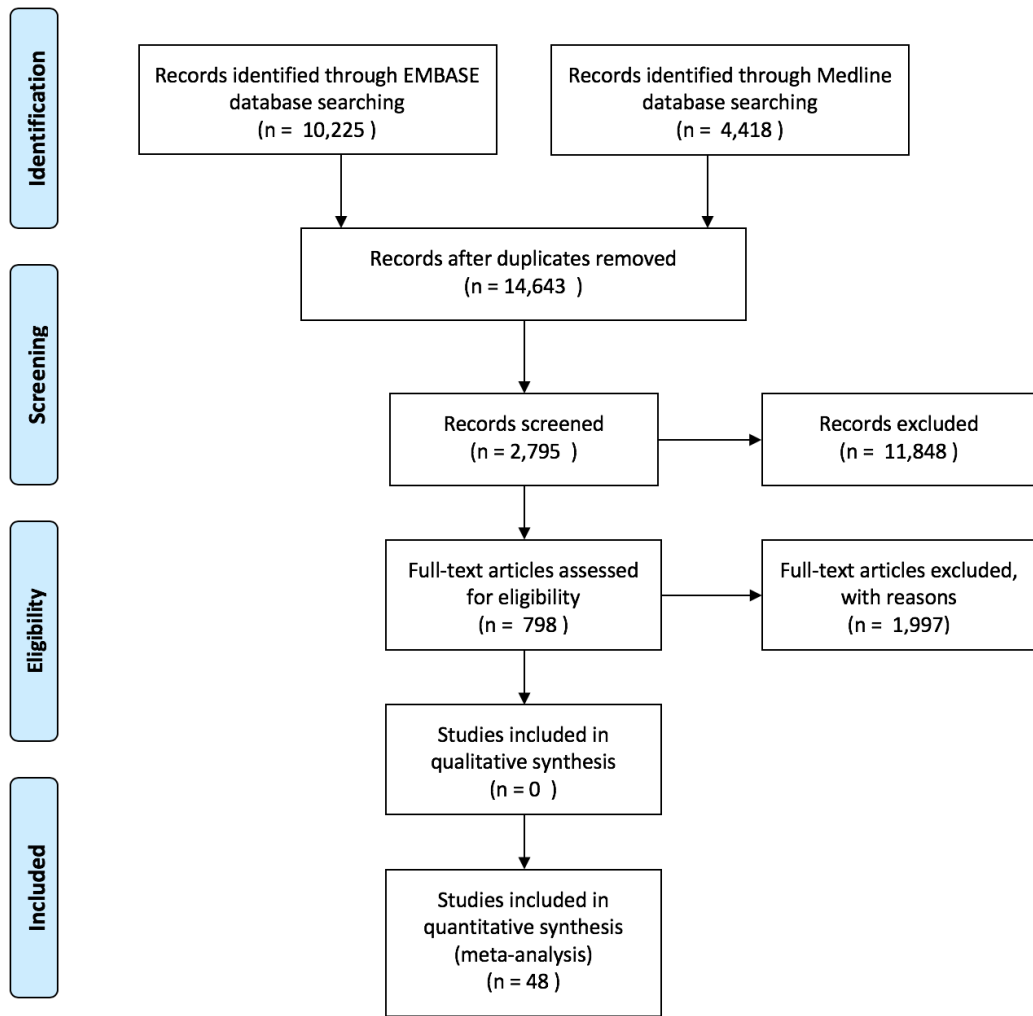 Identification
Records identified through EMBASE
database searching
(n =  10,225 )
Records identified through Medline
database searching
(n =  4,418 )
Records after duplicates removed
(n = 14,643  )
Screening
Records screened
(n = 2,795  )
Records excluded
(n =  11,848 )
Eligibility
Full-text articles assessed
for eligibility
(n =  798 )
Full-text articles excluded,
with reasons
(n =  1,997)
Studies included in
qualitative synthesis
(n = 0  )
Included
Studies included in
quantitative synthesis
(meta-analysis)
(n = 48 )